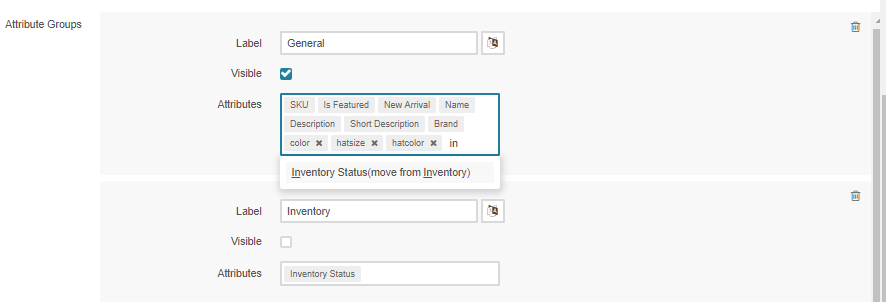 Attribute Groups
Label General
Visible
Attributes SKU Is Featured New Arrival Name
Description Short Description Brand
color × hatsize × hatcolor × in
Inventory Status(move from Inventory)
Label Inventory
Visible
Attributes Inventory Status